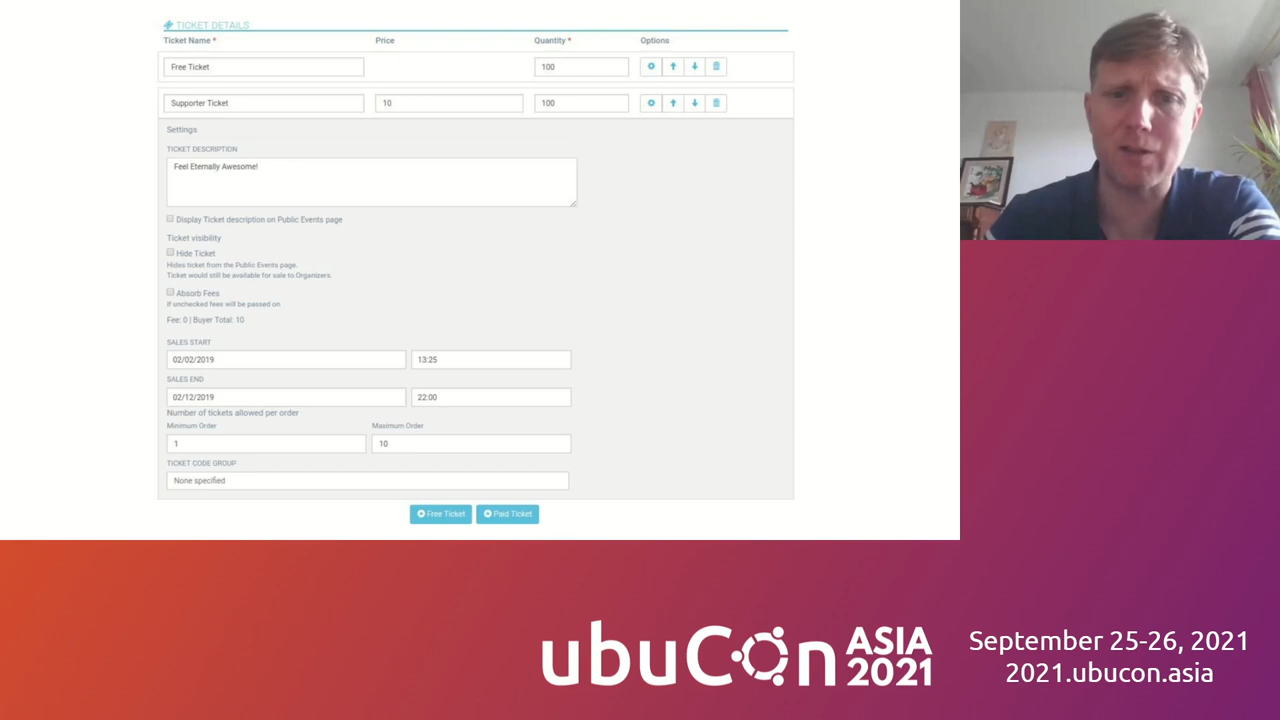 TICKET DETAILS
Ticket Name * Price Quantity * Options
Free Ticket 100
Supporter Ticket 10 100
Settings
TICKET DESCRIPTION
Feel Eternally Awesome!
Display Ticket description on Public Events page
Ticket visibility
Hide Ticket
Hides ticket from the Public Events page.
Ticket would still be available for sale to Organizers.
Absorb Fees
If unchecked fees will be passed on
Fee: 0 | Buyer Total: 10
SALES START
02/02/2019 13:25
SALES END
02/12/2019 22:00
Number of tickets allowed per order
Minimum Order Maximum Order
1 10
TICKET CODE GROUP
None specified
Free Ticket Paid Ticket
ubuCon ASIA 2021
September 25-26, 2021
2021.ubucon.asia